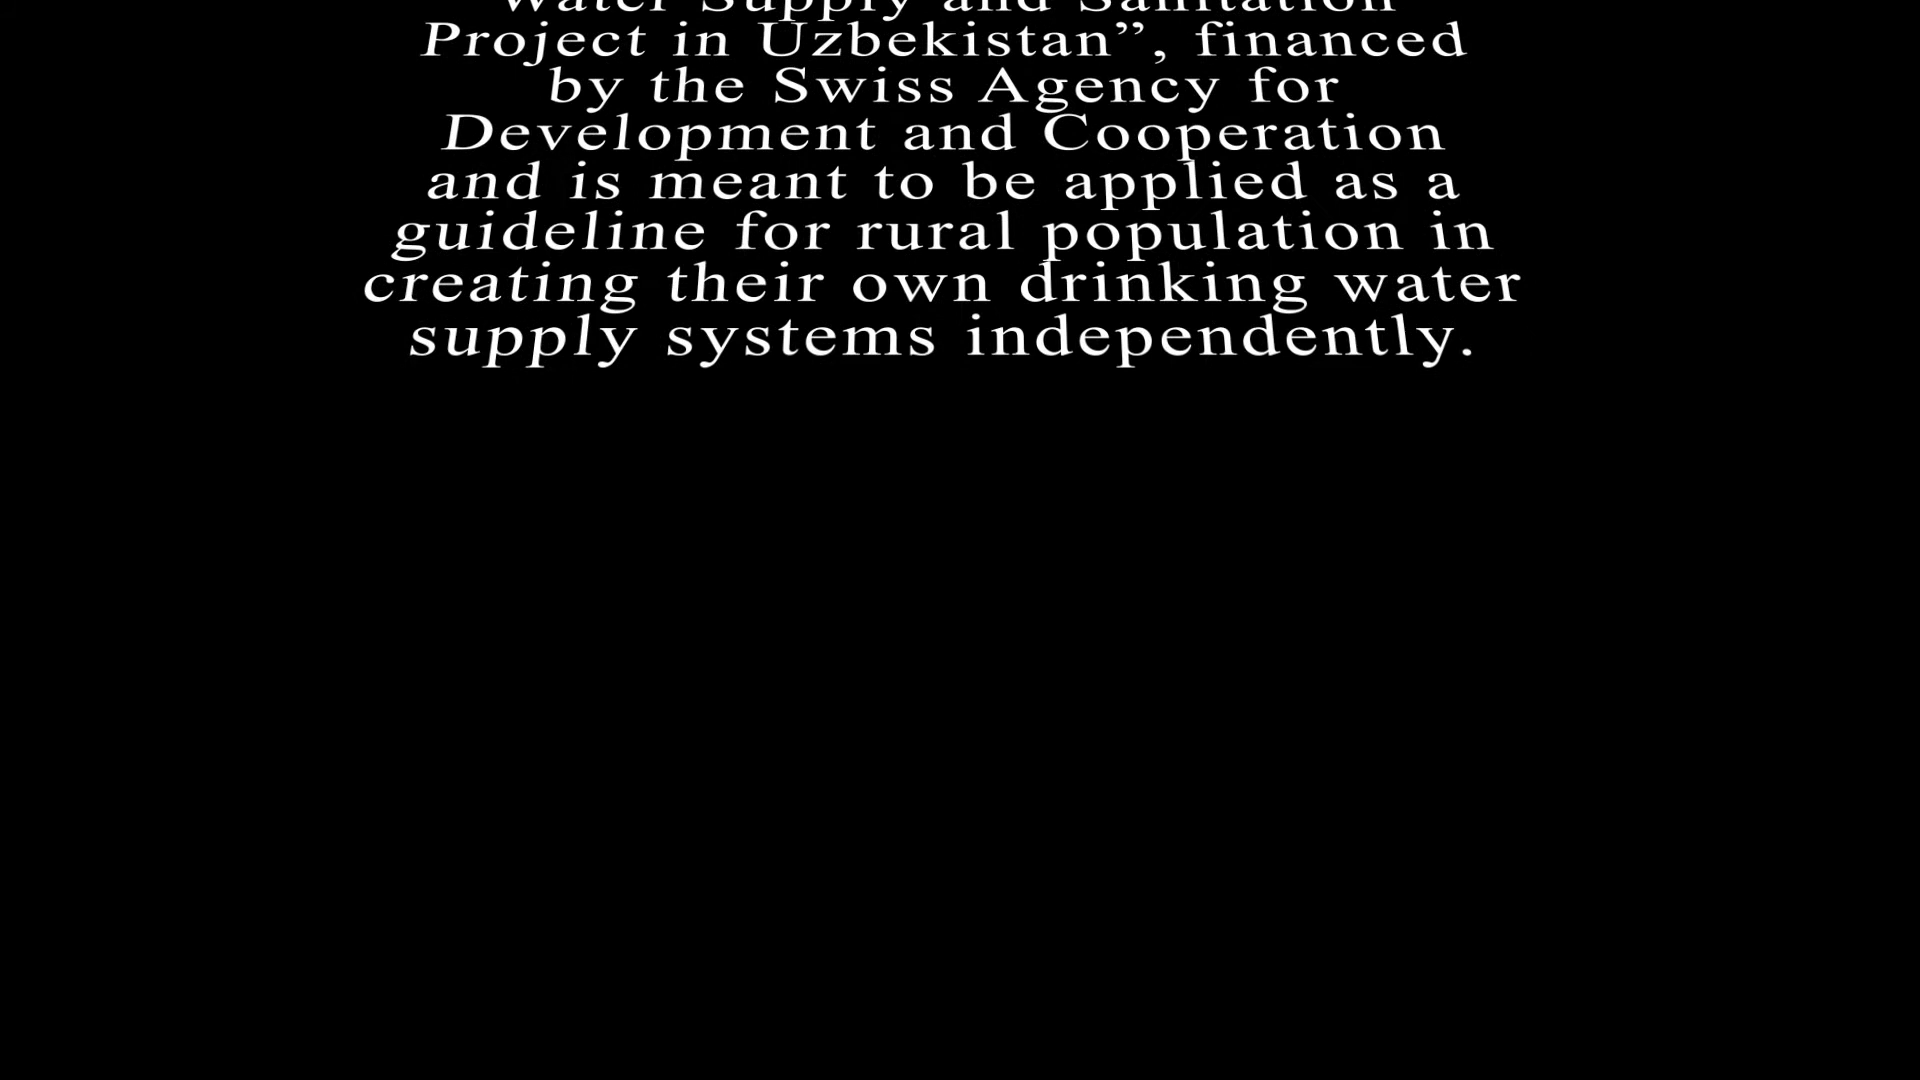 Water Supply and Sanitation
Project in Uzbekistan”, financed
by the Swiss Agency for
Development and Cooperation
and is meant to be applied as a
guideline for rural population in
creating their own drinking water
supply systems independently.